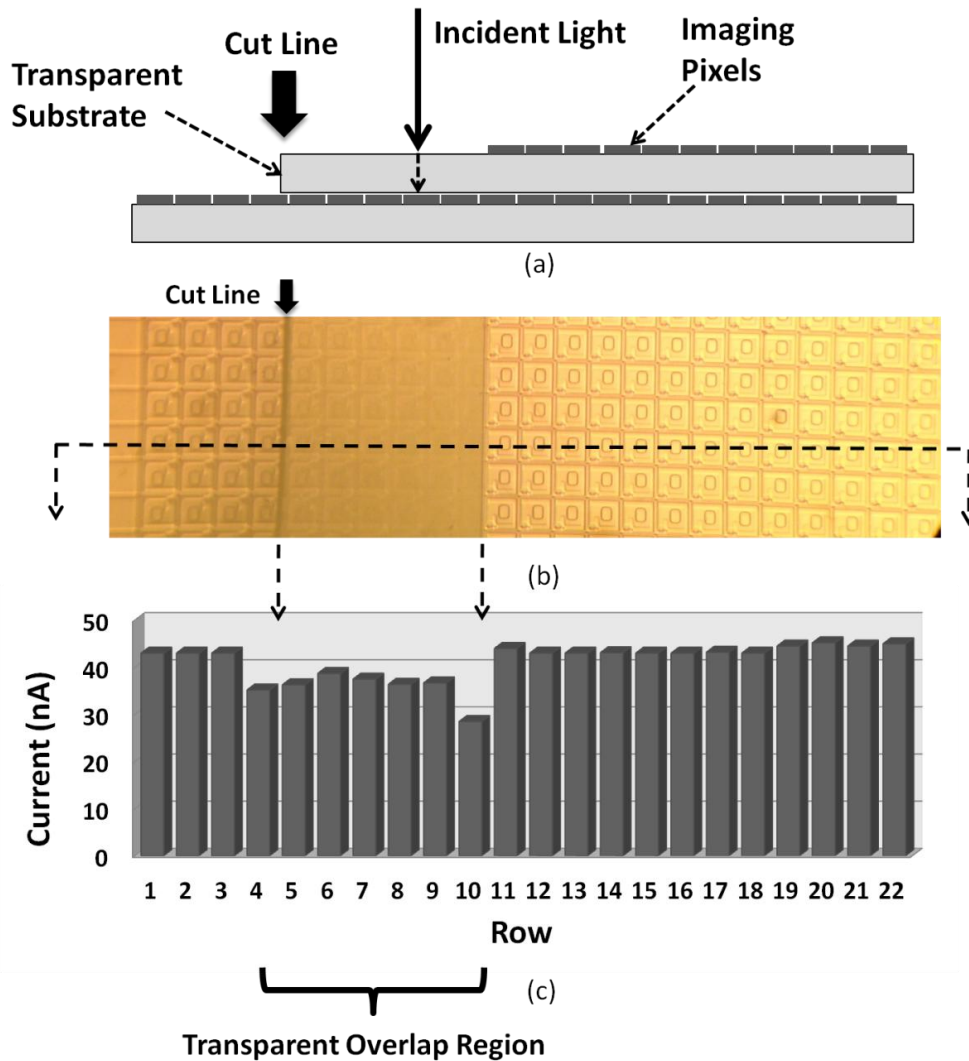 Cut Line
Incident Light
Imaging
Pixels
Transparent
Substrate
(a)
Cut Line
(b)
50
40
30
20
10
0
Current (nA)
1 2 3 4 5 6 7 8 9 10 11 12 13 14 15 16 17 18 19 20 21 22
Row
(c)
Transparent Overlap Region